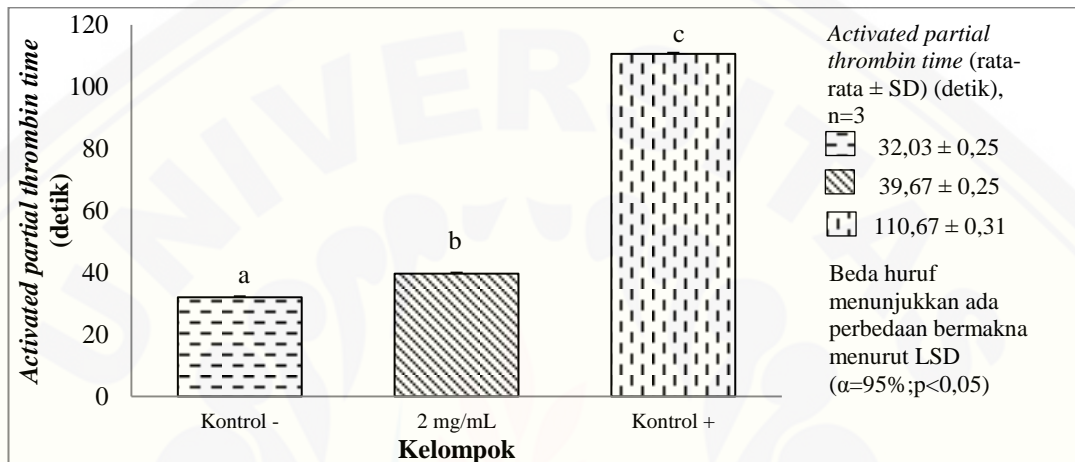 120
100
80
60
40
20
0
Activated partial thrombin time
(detik)
a
b
c
Kontrol -
2 mg/mL
Kontrol +
Kelompok
Activated partial
thrombin time (rata-
rata ± SD) (detik),
n=3
32,03 ± 0,25
39,67 ± 0,25
110,67 ± 0,31
Beda huruf
menunjukkan ada
perbedaan bermakna
menurut LSD
(α=95%;p<0,05)
UNIVERSITAS